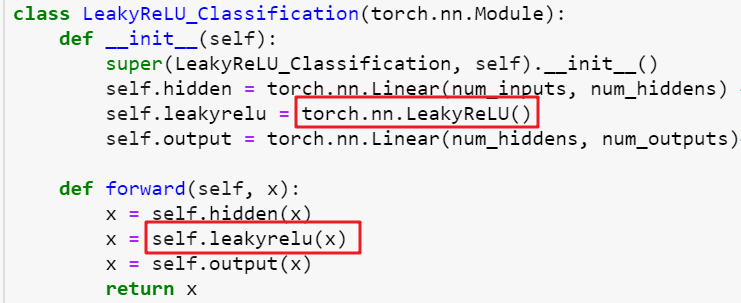 class LeakyReLU_Classification(torch.nn.Module):
    def __init__(self):
        super(LeakyReLU_Classification, self).__init__()
        self.hidden = torch.nn.Linear(num_inputs, num_hiddens)
        self.leakyrelu = torch.nn.LeakyReLU()
        self.output = torch.nn.Linear(num_hiddens, num_outputs)
    def forward(self, x):
        x = self.hidden(x)
        x = self.leakyrelu(x)
        x = self.output(x)
        return x